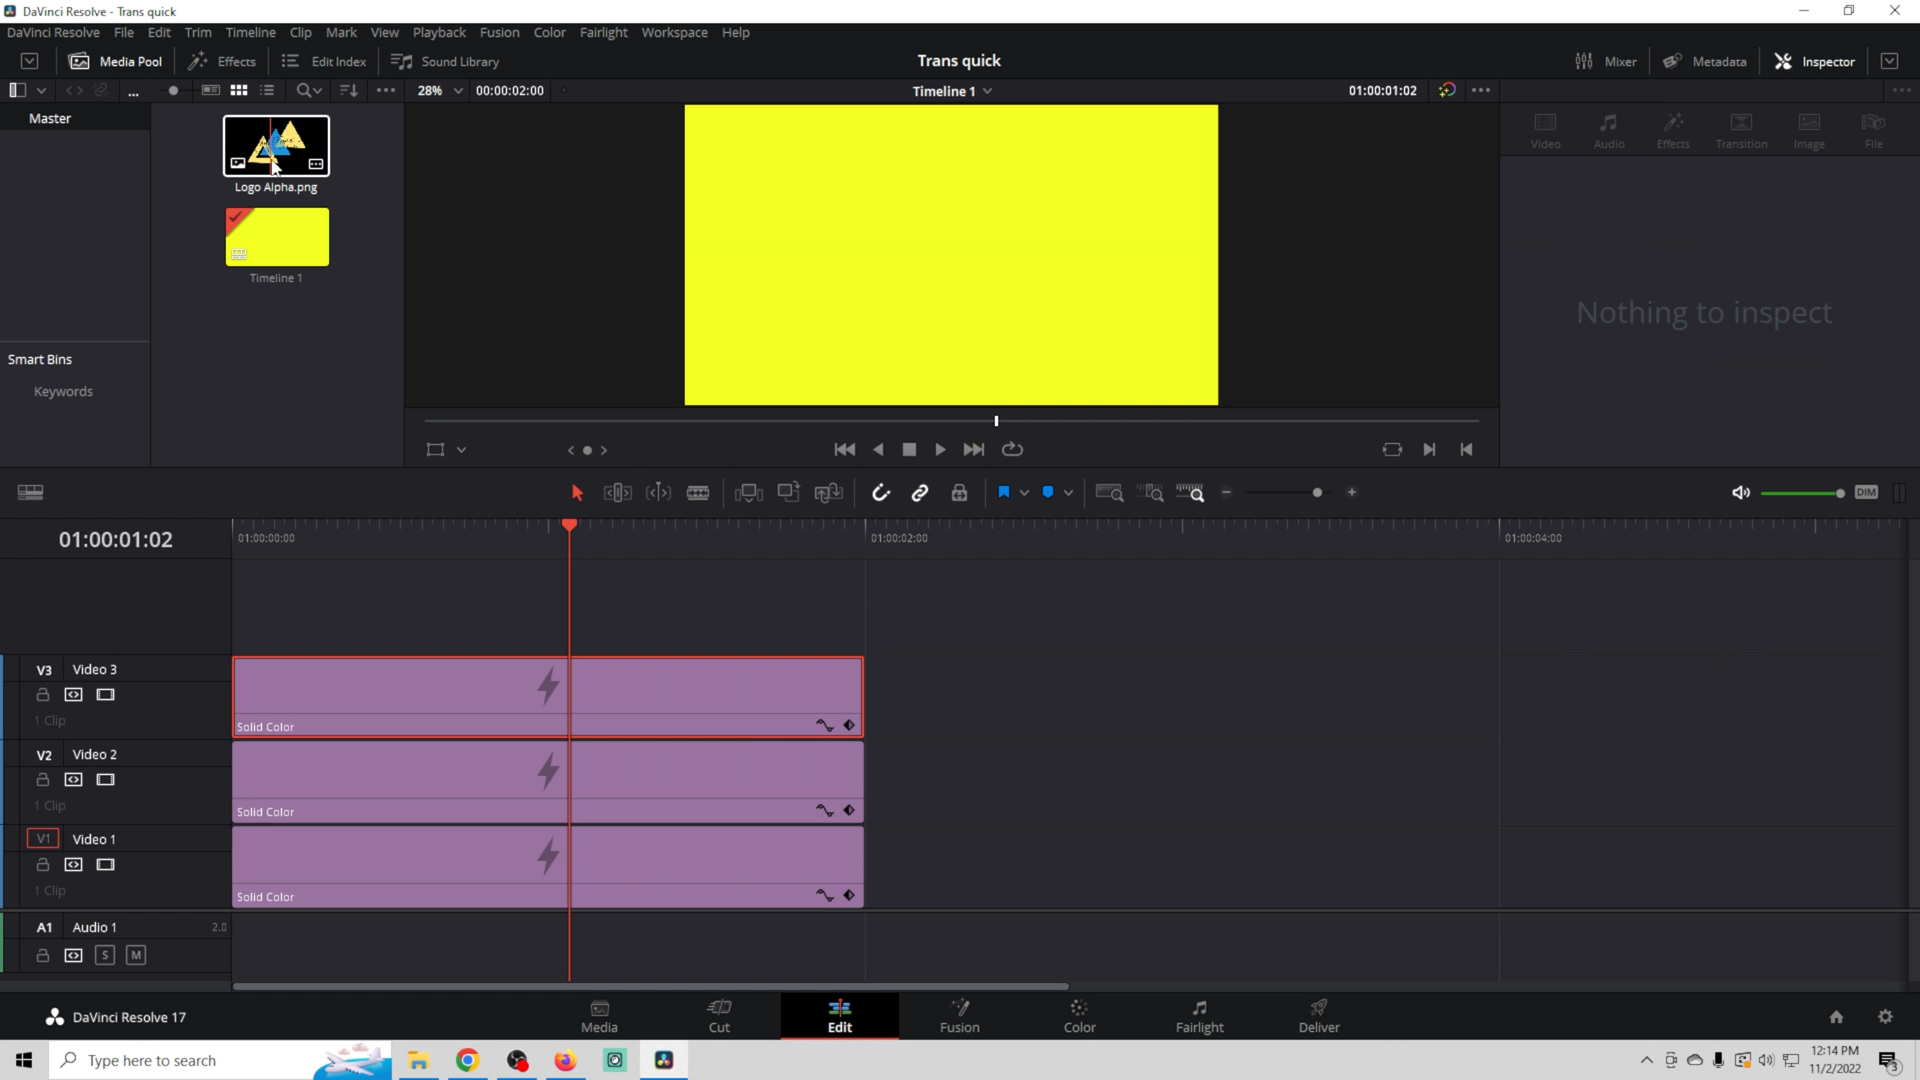 DaVinci Resolve - Trans quick
DaVinci Resolve File Edit Trim Timeline Clip Mark View Playback Fusion Color Fairlight Workspace Help
Media Pool Effects Edit Index Sound Library Trans quick Mixer Metadata Inspector
28% 00:00:02:00 Timeline 1 01:00:01:02
Master
Logo Alpha.png
Timeline 1
Smart Bins
Keywords
Video Audio Effects Transition Image File
Nothing to inspect
DIM
01:00:01:02
01:00:00:00 01:00:02:00 01:00:04:00
V3 Video 3
1 Clip
Solid Color
V2 Video 2
1 Clip
Solid Color
V1 Video 1
1 Clip
Solid Color
A1 Audio 1 2.0
S M
DaVinci Resolve 17
Media Cut Edit Fusion Color Fairlight Deliver
Type here to search
12:14 PM
11/2/2022
3